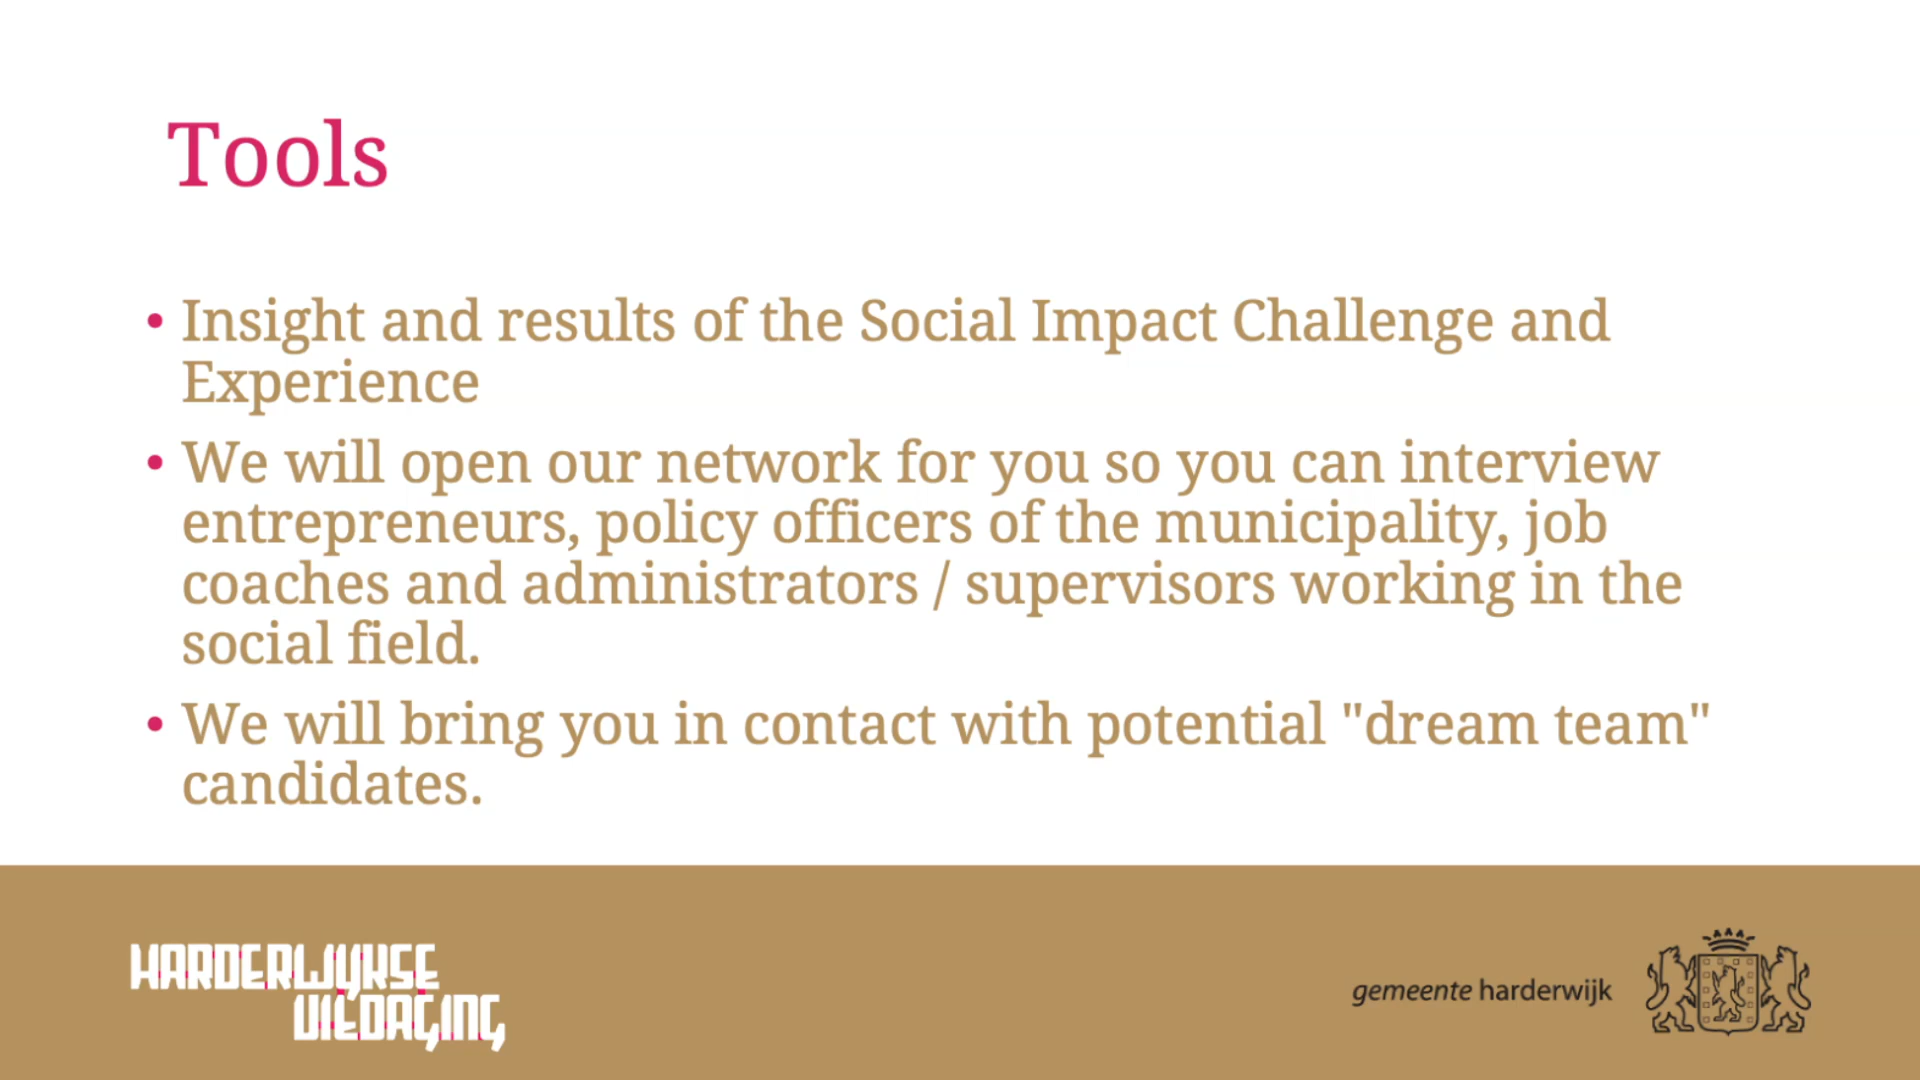 Tools
• Insight and results of the Social Impact Challenge and
Experience
• We will open our network for you so you can interview
entrepreneurs, policy officers of the municipality, job
coaches and administrators / supervisors working in the
social field.
• We will bring you in contact with potential "dream team"
candidates.
HARDERWIJKSE
UITDAGING
gemeente harderwijk